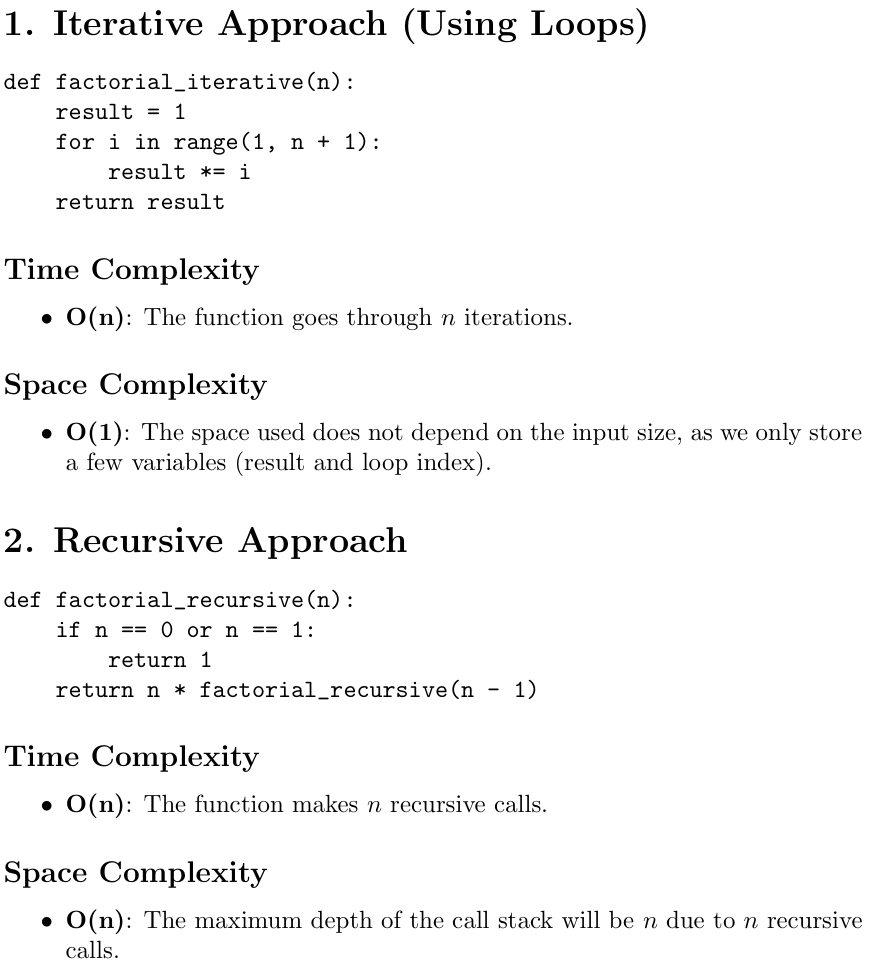 1. Iterative Approach (Using Loops)
def factorial_iterative(n):
    result = 1
    for i in range(1, n + 1):
        result *= i
    return result
Time Complexity
• O(n): The function goes through n iterations.
Space Complexity
• O(1): The space used does not depend on the input size, as we only store
a few variables (result and loop index).
2. Recursive Approach
def factorial_recursive(n):
    if n == 0 or n == 1:
        return 1
    return n * factorial_recursive(n - 1)
Time Complexity
• O(n): The function makes n recursive calls.
Space Complexity
• O(n): The maximum depth of the call stack will be n due to n recursive
calls.